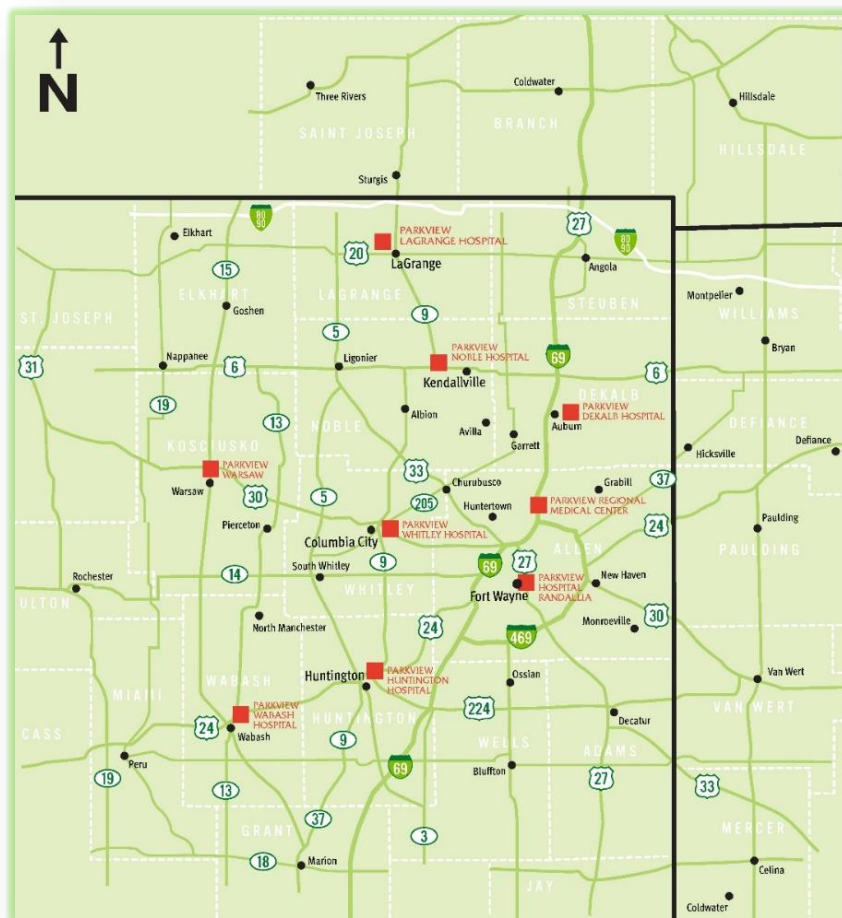 N
Three Rivers
Coldwater
Hillsdale
SAINT JOSEPH
BRANCH
HILLSDALE
Sturgis
80
90
27
Elkhart
PARKVIEW
LAGRANGE HOSPITAL
20
LaGrange
80
90
Angola
15
ELKHART
LAGRANGE
STEUBEN
Montpelier
Goshen
9
WILLIAMS
ST. JOSEPH
5
Bryan
31
Nappanee
6
Ligonier
PARKVIEW
NOBLE HOSPITAL
69
Kendallville
6
19
DEKALB
13
Albion
PARKVIEW
DEKALB HOSPITAL
NOBLE
Avilla
Auburn
DEFIANCE
Garrett
KOSCIUSKO
Hicksville
Defiance
PARKVIEW
WARSAW
33
Warsaw
30
5
Churubusco
Grabill
37
205
Huntertown
PARKVIEW REGIONAL
MEDICAL CENTER
Pierceton
Columbia City
PARKVIEW
WHITLEY HOSPITAL
24
Paulding
ALLEN
PAULDING
9
69
27
14
South Whitley
Rochester
WHITLEY
Fort Wayne
PARKVIEW
HOSPITAL
RANDALLIA
New Haven
ULTON
North Manchester
24
30
469
Monroeville
WABASH
Huntington
PARKVIEW
HUNTINGTON
HOSPITAL
Ossian
Van Wert
MIAMI
PARKVIEW
WABASH
HOSPITAL
224
HUNTINGTON
VAN WERT
24
Wabash
Decatur
CASS
9
WELLS
ADAMS
Peru
69
Bluffton
19
13
27
33
37
GRANT
3
MERCER
18
Marion
Celina
JAY
Coldwater